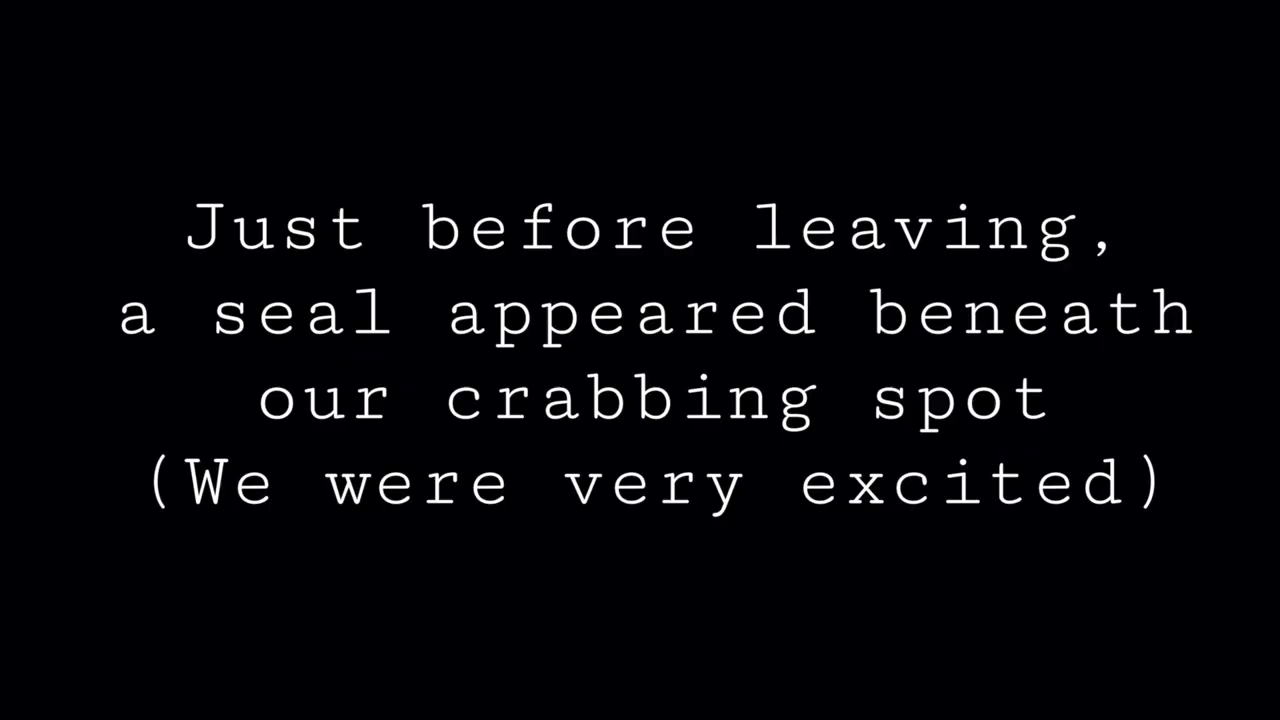 Just before leaving,
a seal appeared beneath
our crabbing spot
(We were very excited)